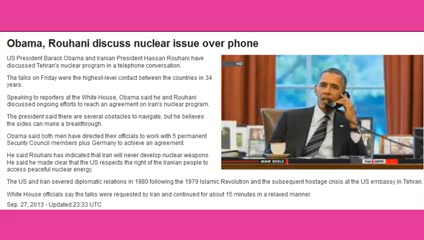 Obama, Rouhani discuss nuclear issue over phone
US President Barack Obama and Iranian President Hassan Rouhani have
discussed Tehran's nuclear program in a telephone conversation.
The talks on Friday were the highest-level contact between the countries in 34
years.
Speaking to reporters at the White House, Obama said he and Rouhani
discussed ongoing efforts to reach an agreement on Iran's nuclear program.
The president said there are several obstacles to navigate, but he believes
the sides can make a breakthrough.
Obama said both men have directed their officials to work with 5 permanent
Security Council members plus Germany to achieve an agreement
He said Rouhani has indicated that Iran will never develop nuclear weapons.
He said he made clear that the US respects the right of the Iranian people to
access peaceful nuclear energy.
The US and Iran severed diplomatic relations in 1980 following the 1979 Islamic Revolution and the subsequent hostage crisis at the US embassy in Tehran.
White House officials say the talks were requested by Iran and continued for about 15 minutes in a relaxed manner.
Sep. 27, 2013 - Updated 23:33 UTC